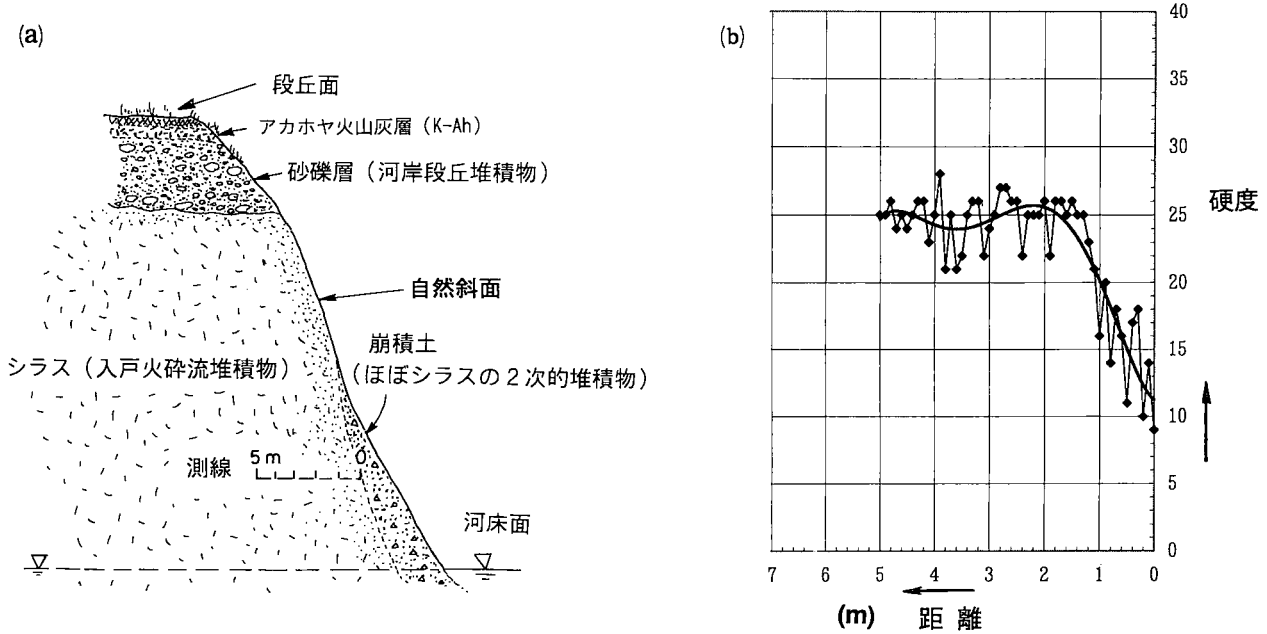 (a)
段丘面
アカホヤ火山灰層(K-Ah)
砂礫層(河岸段丘堆積物)
自然斜面
崩積土
(ほぼシラスの2次的堆積物)
シラス(入戸火砕流堆積物)
測線
5 m
0
河床面
(b)
40
35
30
25
20
15
10
5
0
硬度
7 6 5 4 3 2 1 0
(m) 距離